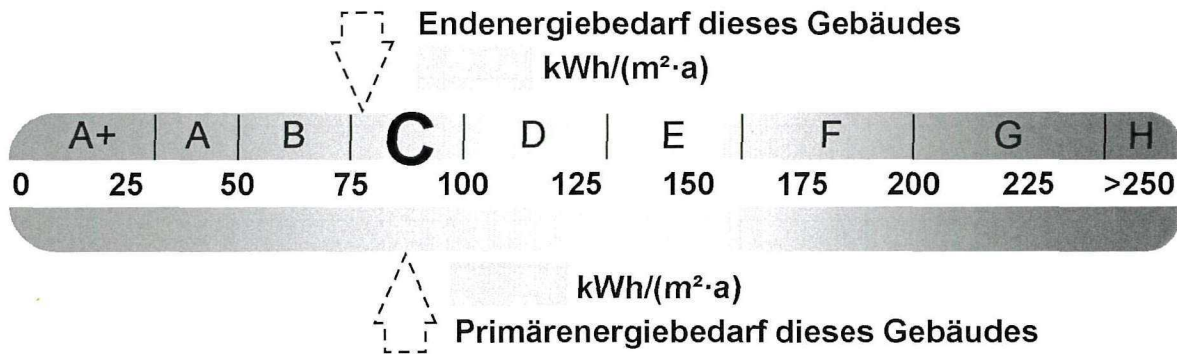 Endenergiebedarf dieses Gebäudes
kWh/(m²·a)
A+ A B C D E F G H
0 25 50 75 100 125 150 175 200 225 >250
kWh/(m²·a)
Primärenergiebedarf dieses Gebäudes